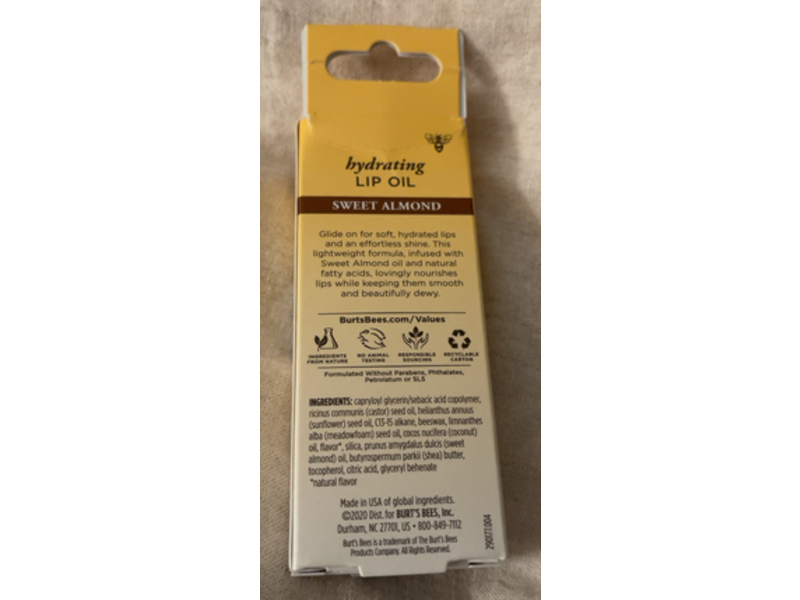 hydrating
LIP OIL
SWEET ALMOND
Glide on for soft, hydrated lips
and an effortless shine. This
lightweight formula, infused with
Sweet Almond oil and natural
fatty acids, lovingly nourishes
lips while keeping them smooth
and beautifully dewy.
BurtsBees.com/Values
INGREDIENTS FROM NATURE
NO ANIMAL TESTING
RESPONSIBLE SOURCING
RECYCLABLE CARTON
Formulated Without Parabens, Phthalates,
Petrolatum or SLS
INGREDIENTS: capryloyl glycerin/sebacic acid copolymer,
ricinus communis (castor) seed oil, helianthus annuus
(sunflower) seed oil, C13-15 alkane, beeswax, limnanthes
alba (meadowfoam) seed oil, cocos nucifera (coconut)
oil, flavor*, silica, prunus amygdalus dulcis (sweet
almond) oil, butyrospermum parkii (shea) butter,
tocopherol, citric acid, glyceryl behenate
*natural flavor
Made in USA of global ingredients.
©2020 Dist. for BURT'S BEES, Inc.
Durham, NC 27701, US • 800-849-7112
Burt's Bees is a trademark of The Burt's Bees
Products Company. All Rights Reserved.
290177.004